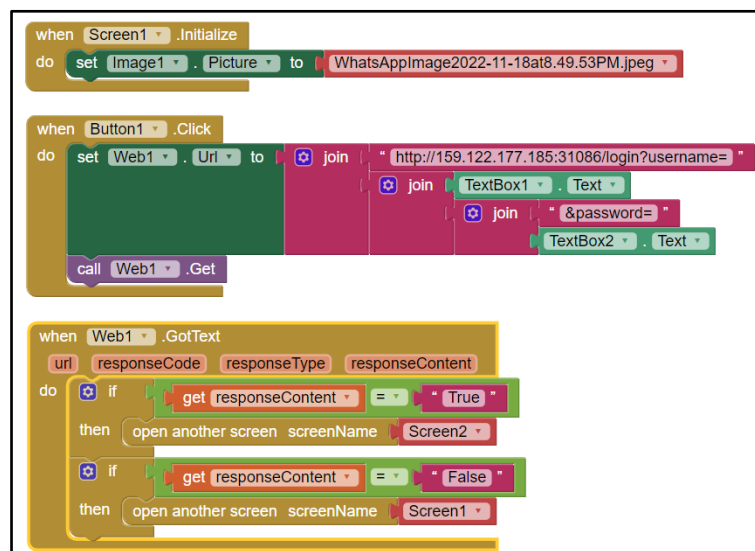 when Screen1 .Initialize
do set Image1 . Picture to WhatsAppImage2022-11-18at8.49.53PM.jpeg
when Button1 .Click
do set Web1 . Url to join " http://159.122.177.185:31086/login?username= "
join TextBox1 . Text
join " &password= "
TextBox2 . Text
call Web1 .Get
when Web1 .GotText
url responseCode responseType responseContent
do if get responseContent = " True "
then open another screen screenName Screen2
if get responseContent = " False "
then open another screen screenName Screen1